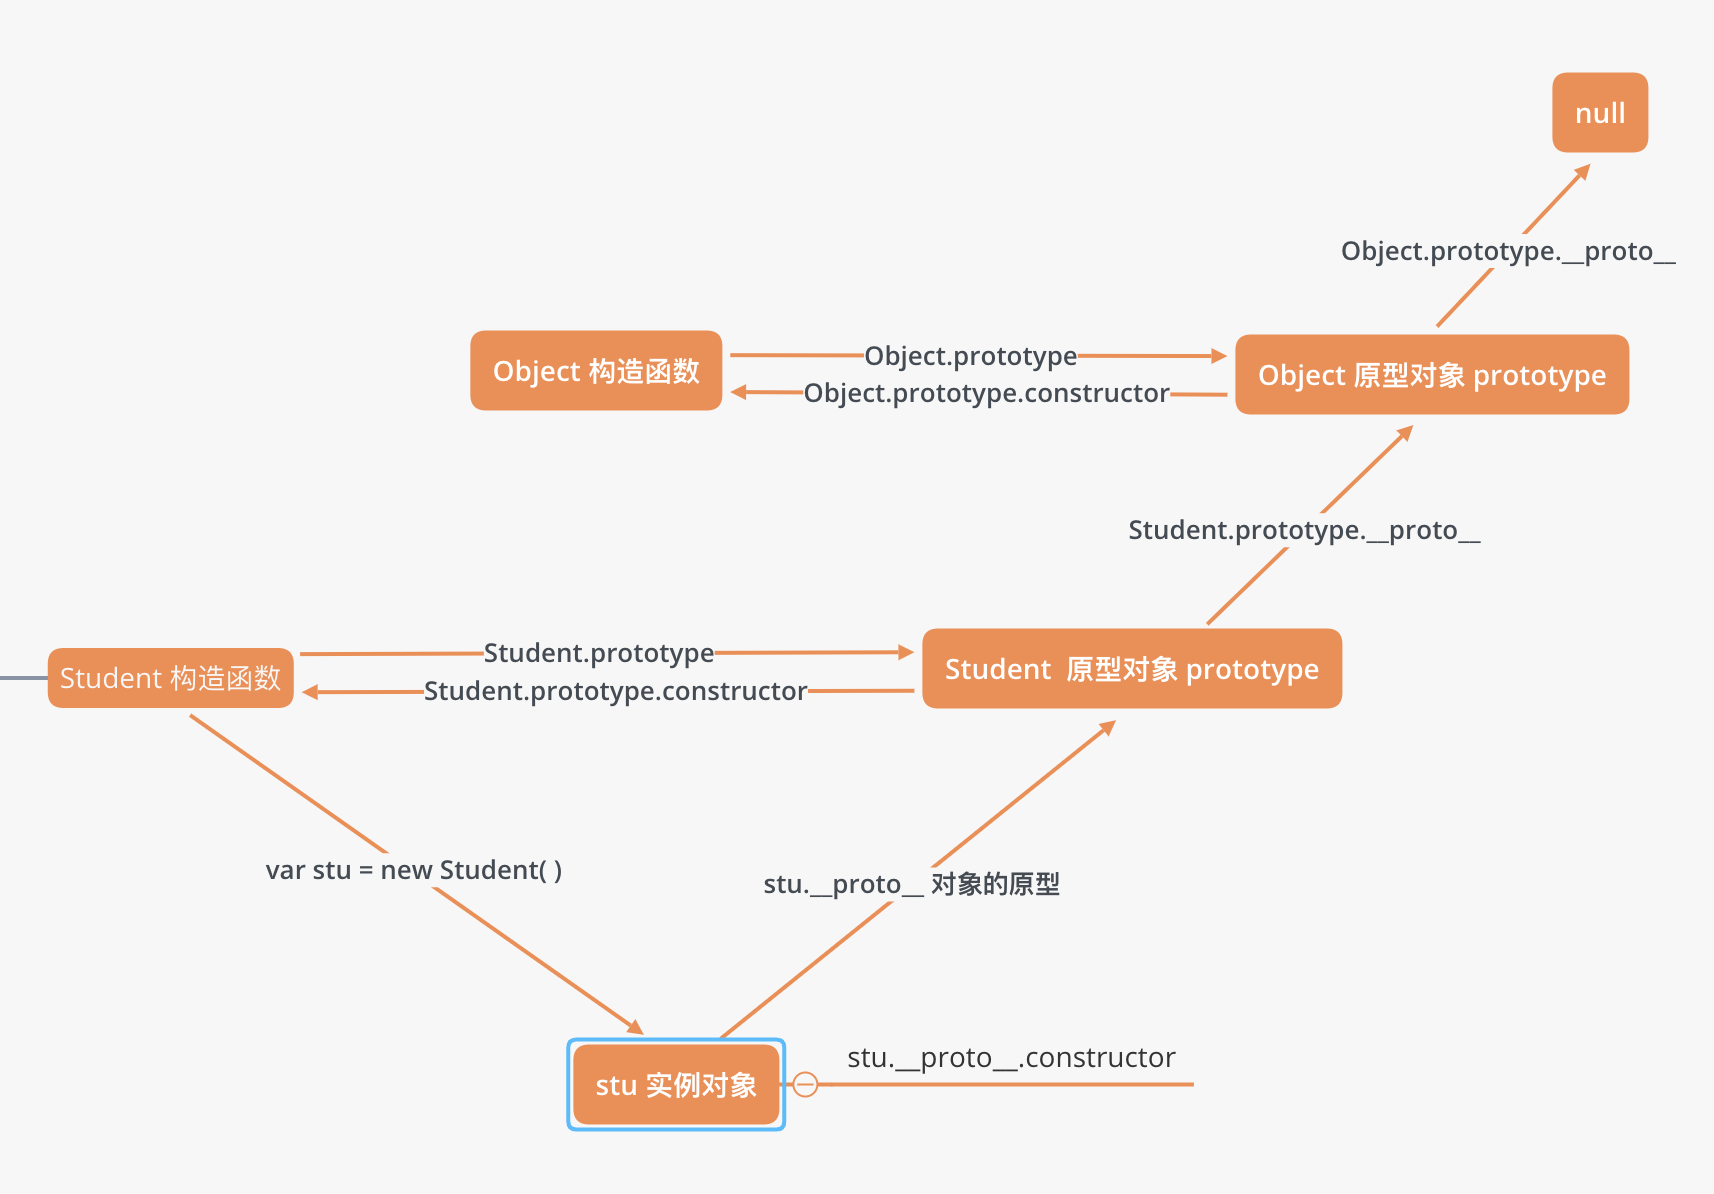 null
Object.prototype.__proto__
Object 构造函数
Object.prototype
Object.prototype.constructor
Object 原型对象 prototype
Student.prototype.__proto__
Student 构造函数
Student.prototype
Student.prototype.constructor
Student 原型对象 prototype
var stu = new Student( )
stu.__proto__ 对象的原型
stu 实例对象
stu.__proto__.constructor